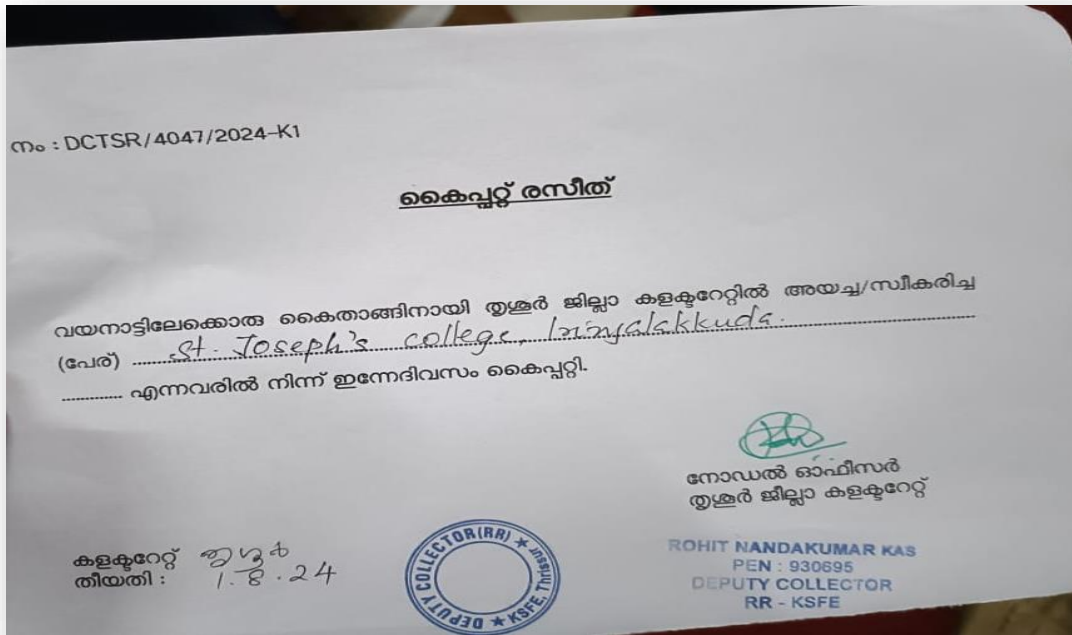 നം : DCTSR/4047/2024-K1
കൈപ്പറ്റ് രസീത്
വയനാട്ടിലേക്കൊരു കൈതാങ്ങിനായി തൃശൂർ ജില്ലാ കളക്ടറേറ്റിൽ അയച്ച/സ്വീകരിച്ച
(പേര്) ..........St. Joseph's college, Irinjalakkuda..........
............. എന്നവരിൽ നിന്ന് ഇന്നേദിവസം കൈപ്പറ്റി.
നോഡൽ ഓഫീസർ
തൃശൂർ ജില്ലാ കളക്ടറേറ്റ്
കളക്ടറേറ്റ് തൃശൂർ
തീയതി : 1.8.24
DEPUTY COLLECTOR(RR) ★ KSFE, Thrissur ★
ROHIT NANDAKUMAR KAS
PEN : 930695
DEPUTY COLLECTOR
RR - KSFE